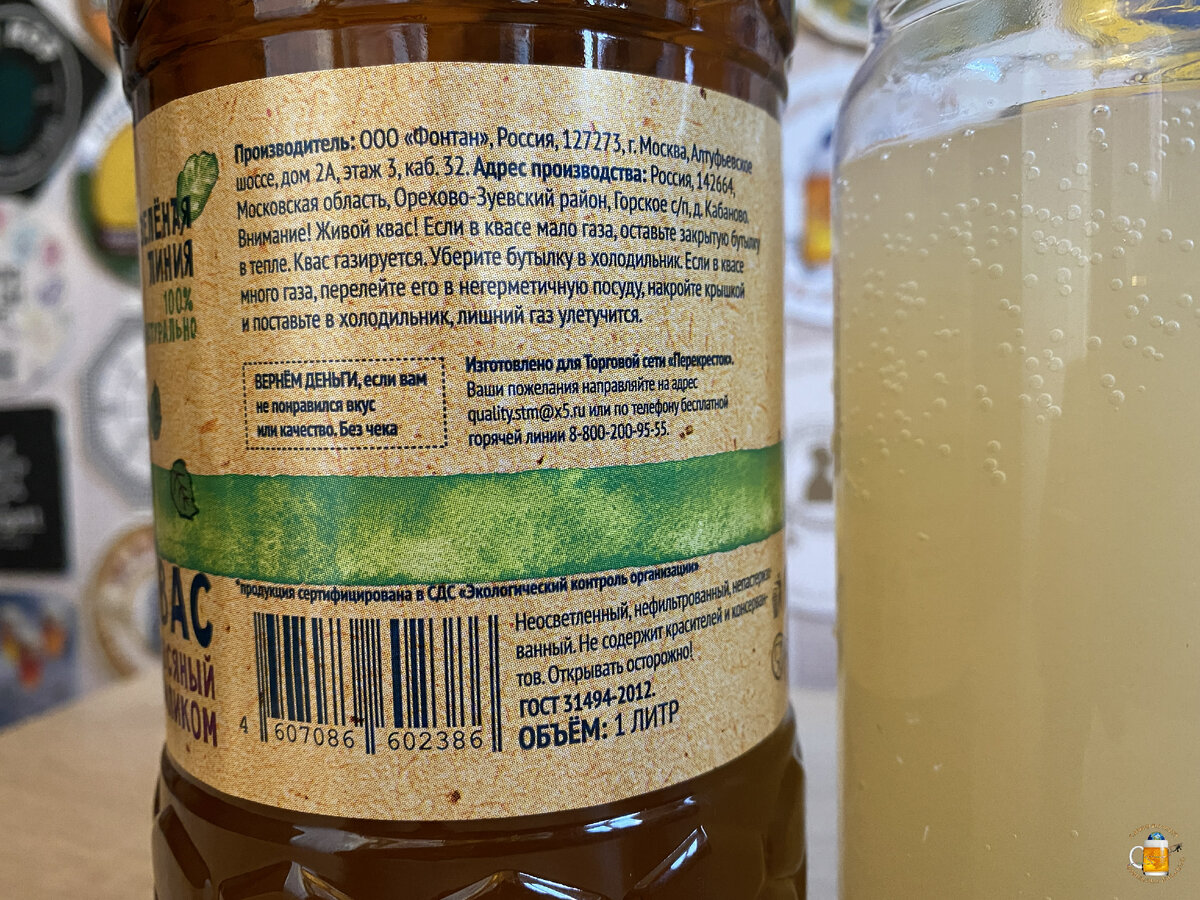 Производитель: ООО «Фонтан», Россия, 127273, г. Москва, Алтуфьевское
шоссе, дом 2А, этаж 3, каб. 32. Адрес производства: Россия, 142664,
Московская область, Орехово-Зуевский район, Горское с/п, д. Кабаново.
Внимание! Живой квас! Если в квасе мало газа, оставьте закрытую бутылку
в тепле. Квас газируется. Уберите бутылку в холодильник. Если в квасе
много газа, перелейте его в негерметичную посуду, накройте крышкой
и поставьте в холодильник, лишний газ улетучится.
ЕЛЁНАЯ
ЛИНИЯ
100%
ВЕРНЁМ ДЕНЬГИ, если вам
не понравился вкус
или качество. Без чека
Изготовлено для Торговой сети «Перекресток».
Ваши пожелания направляйте на адрес
quality.stm@x5.ru или по телефону бесплатной
горячей линии 8-800-200-95-55.
*продукция сертифицирована в СДС «Экологический контроль организации»
ВАС
СЯНЫЙ
ИКОМ
Неосветленный, нефильтрованный, непастеризо
ванный. Не содержит красителей и консерван-
тов. Открывать осторожно!
ГОСТ 31494-2012.
ОБЪЁМ: 1 ЛИТР
4 607086 602386